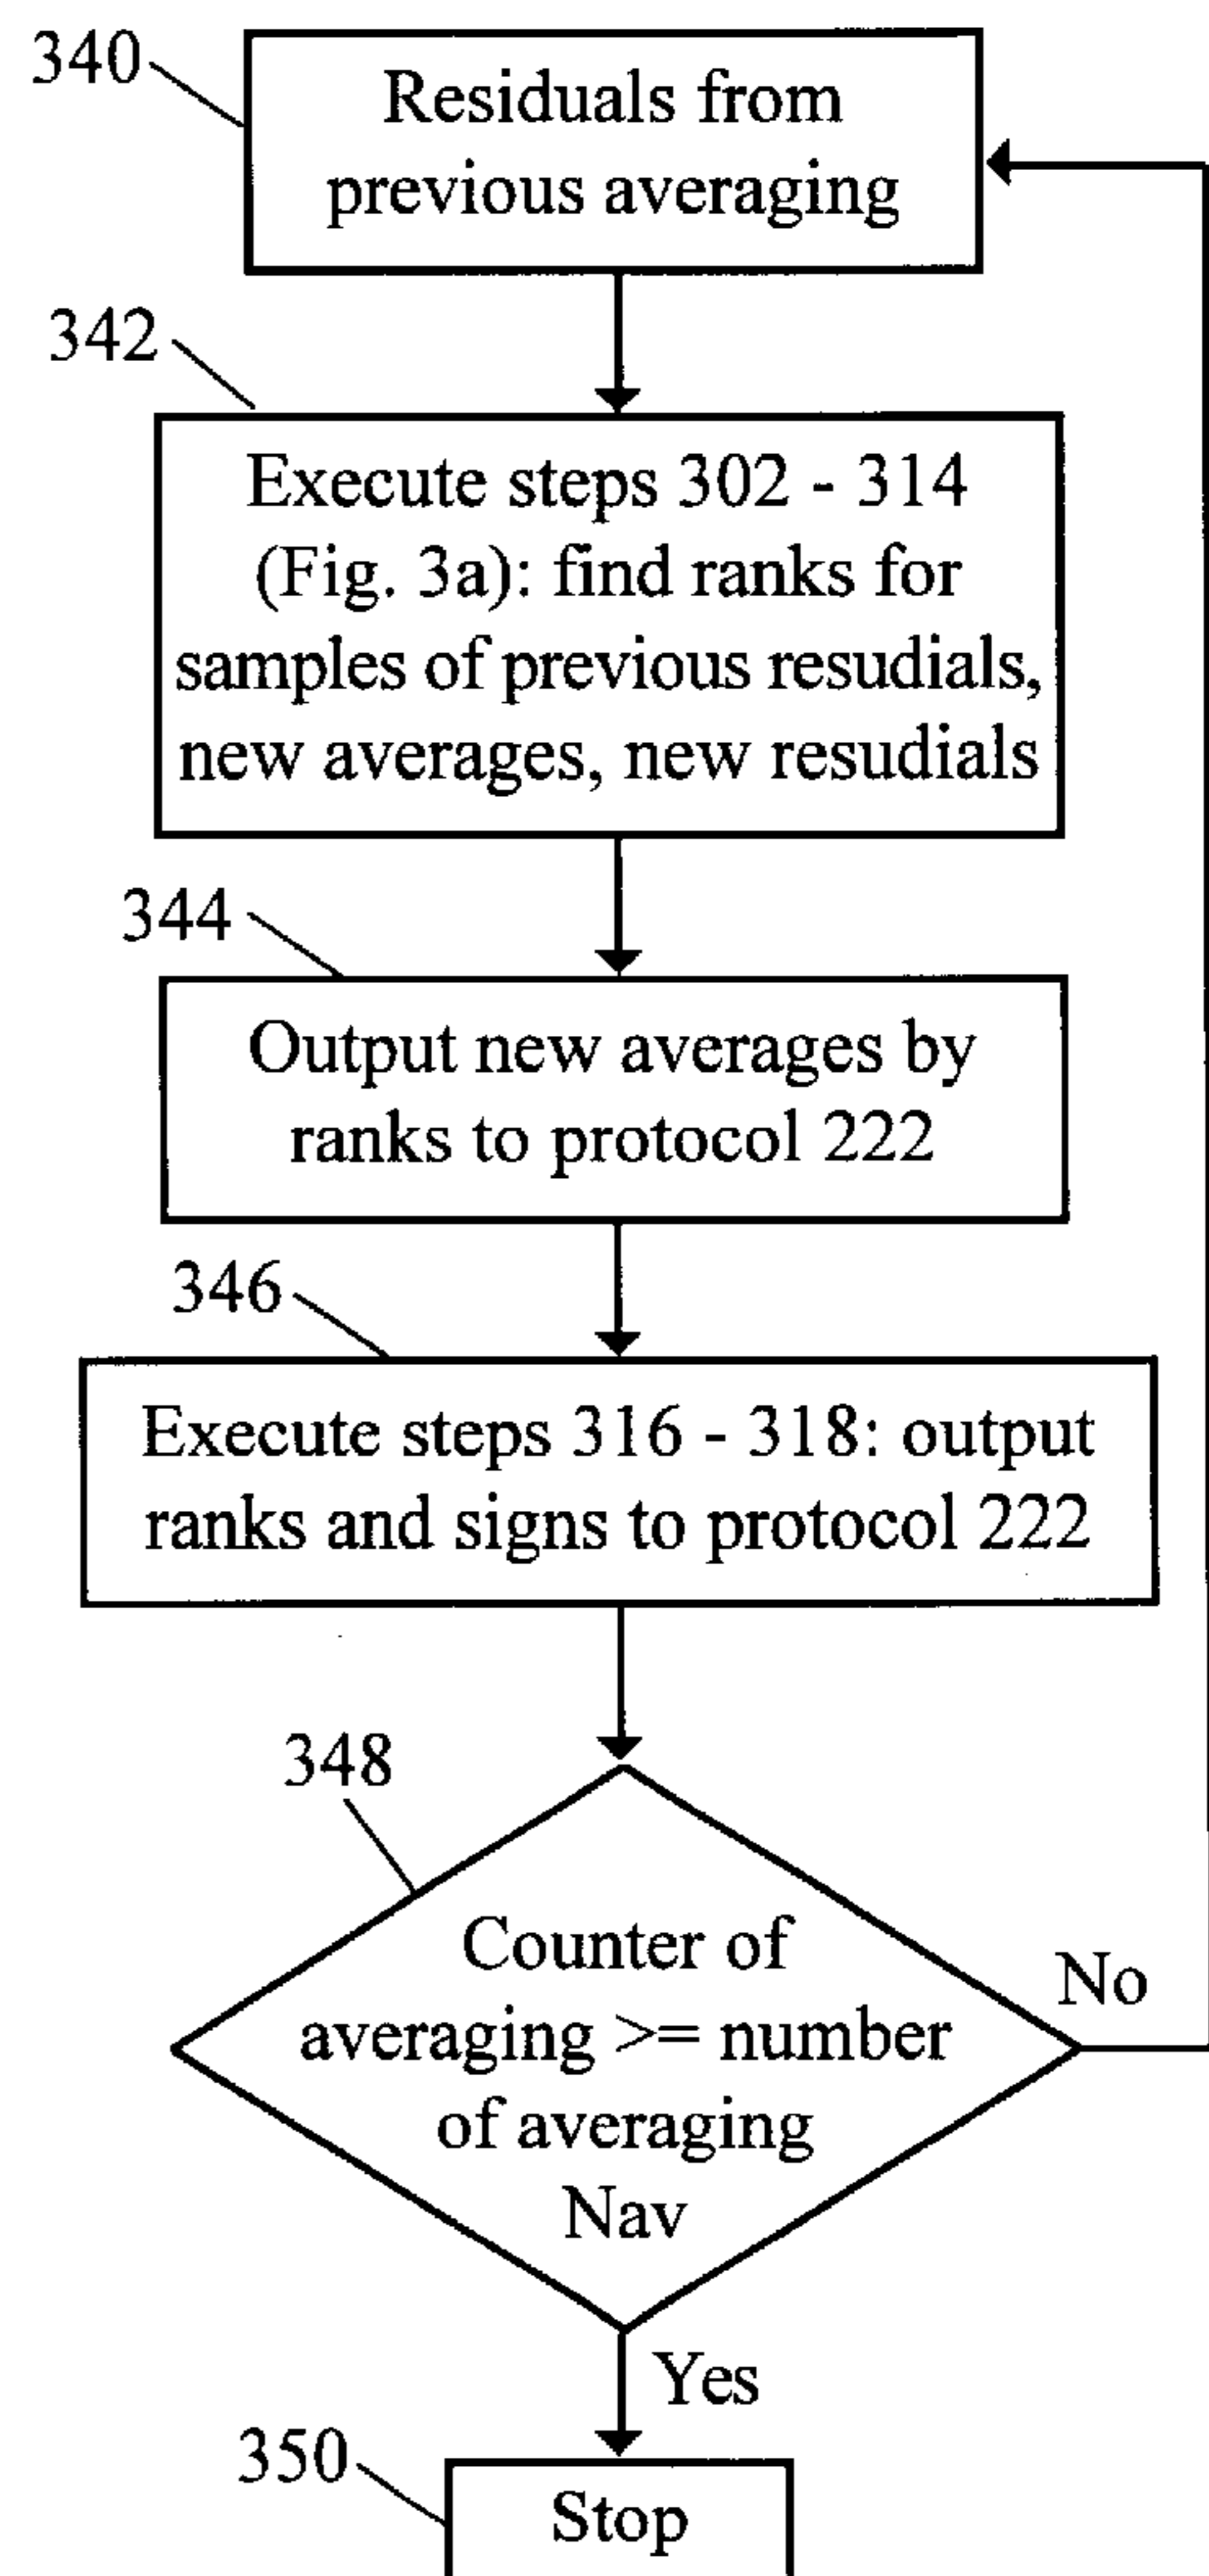 340
Residuals from
previous averaging
342
Execute steps 302 - 314
(Fig. 3a): find ranks for
samples of previous resudials,
new averages, new resudials
344
Output new averages by
ranks to protocol 222
346
Execute steps 316 - 318: output
ranks and signs to protocol 222
348
Counter of
averaging >= number
of averaging
Nav
No
Yes
350
Stop